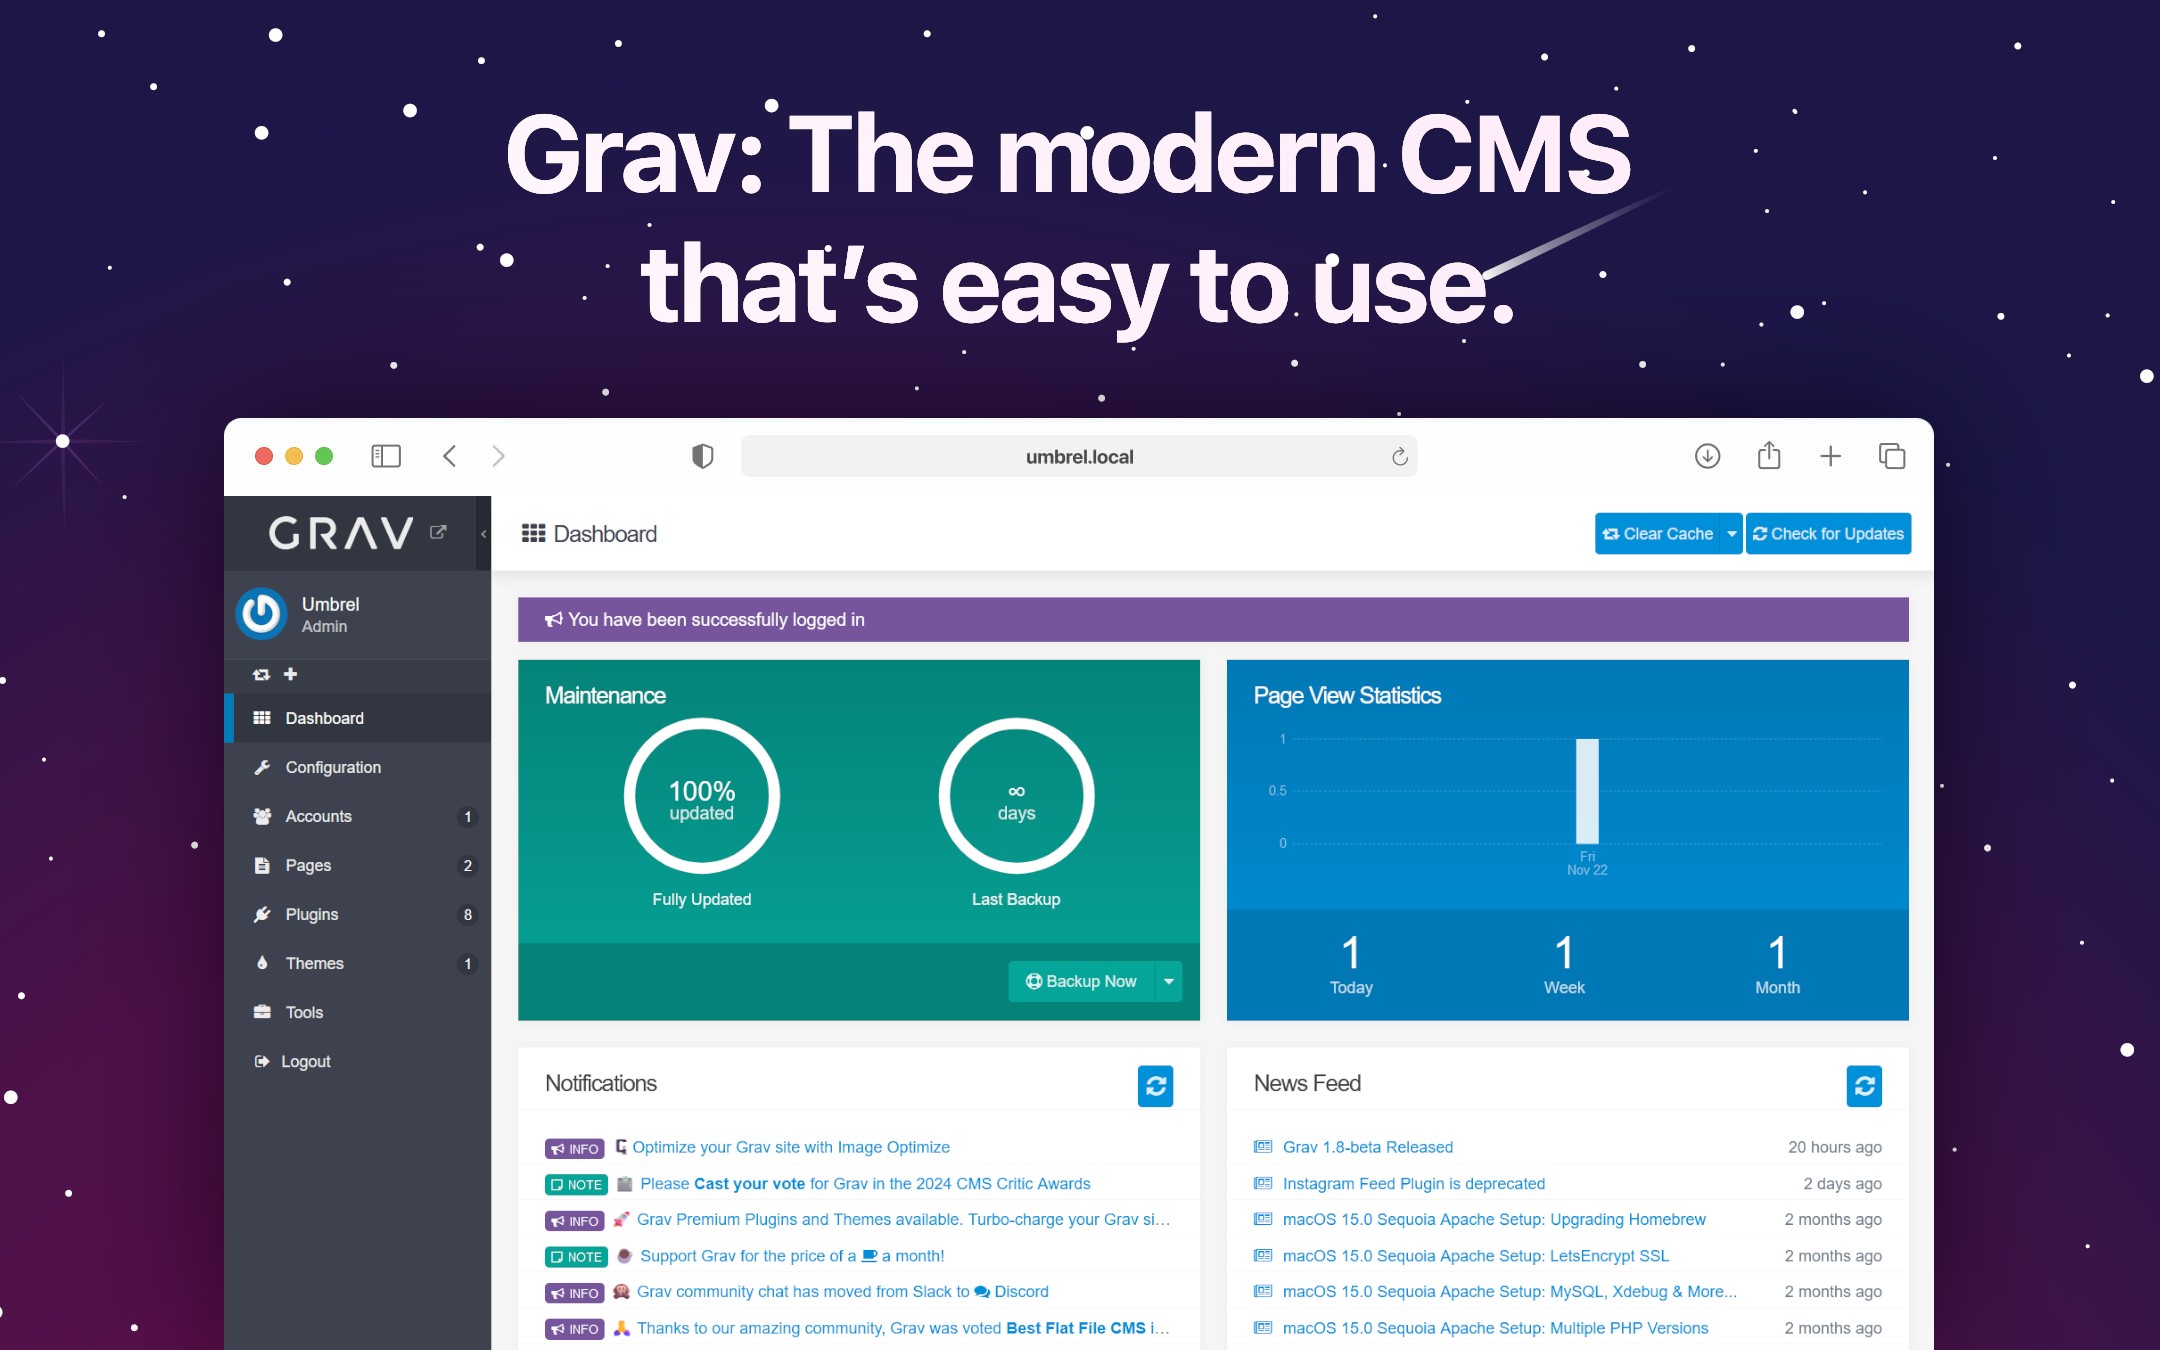 Grav: The modern CMS
that's easy to use.
umbrel.local
GRAV
Dashboard
Clear Cache
Check for Updates
Umbrel
Admin
Dashboard
Configuration
Accounts 1
Pages 2
Plugins 8
Themes 1
Tools
Logout
You have been successfully logged in
Maintenance
100%
updated
Fully Updated
∞
days
Last Backup
Backup Now
Page View Statistics
1
0.5
0
Fri
Nov 22
1
Today
1
Week
1
Month
Notifications
INFO Optimize your Grav site with Image Optimize
NOTE Please Cast your vote for Grav in the 2024 CMS Critic Awards
INFO Grav Premium Plugins and Themes available. Turbo-charge your Grav si...
NOTE Support Grav for the price of a a month!
INFO Grav community chat has moved from Slack to Discord
INFO Thanks to our amazing community, Grav was voted Best Flat File CMS i...
News Feed
Grav 1.8-beta Released 20 hours ago
Instagram Feed Plugin is deprecated 2 days ago
macOS 15.0 Sequoia Apache Setup: Upgrading Homebrew 2 months ago
macOS 15.0 Sequoia Apache Setup: LetsEncrypt SSL 2 months ago
macOS 15.0 Sequoia Apache Setup: MySQL, Xdebug & More... 2 months ago
macOS 15.0 Sequoia Apache Setup: Multiple PHP Versions 2 months ago